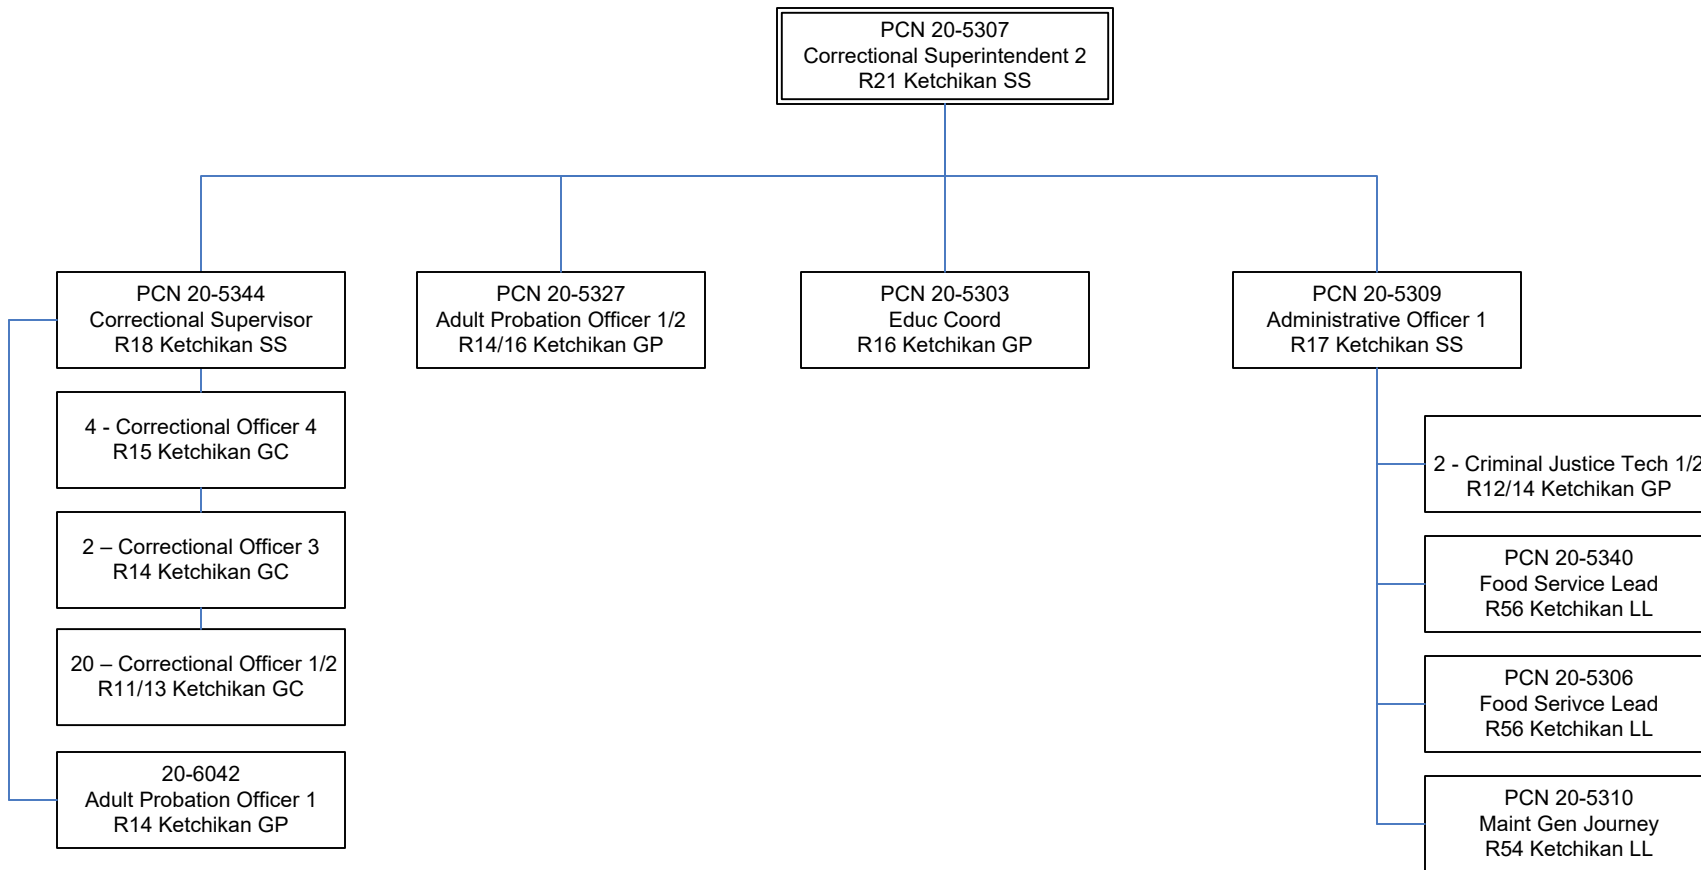 PCN 20-5307
Correctional Superintendent 2
R21 Ketchikan SS
PCN 20-5344
Correctional Supervisor
R18 Ketchikan SS
PCN 20-5327
Adult Probation Officer 1/2
R14/16 Ketchikan GP
PCN 20-5303
Educ Coord
R16 Ketchikan GP
PCN 20-5309
Administrative Officer 1
R17 Ketchikan SS
4 - Correctional Officer 4
R15 Ketchikan GC
2 – Correctional Officer 3
R14 Ketchikan GC
20 – Correctional Officer 1/2
R11/13 Ketchikan GC
20-6042
Adult Probation Officer 1
R14 Ketchikan GP
2 - Criminal Justice Tech 1/2
R12/14 Ketchikan GP
PCN 20-5340
Food Service Lead
R56 Ketchikan LL
PCN 20-5306
Food Serivce Lead
R56 Ketchikan LL
PCN 20-5310
Maint Gen Journey
R54 Ketchikan LL